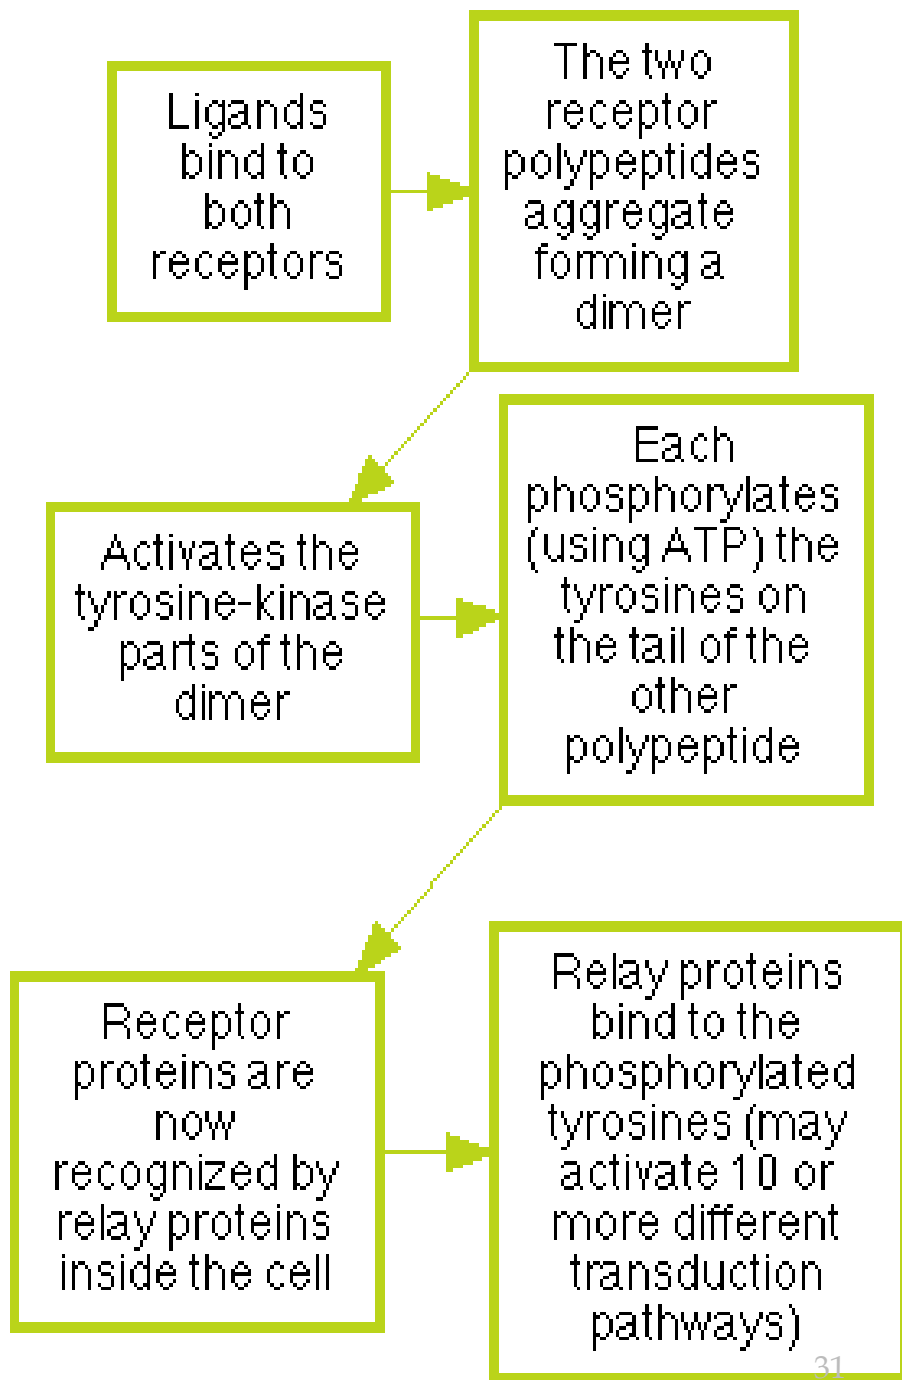 Ligands
bind to
both
receptors
The two
receptor
polypeptides
aggregate
forming a
dimer
Activates the
tyrosine-kinase
parts of the
dimer
Each
phosphorylates
(using ATP) the
tyrosines on
the tail of the
other
polypeptide
Receptor
proteins are
now
recognized by
relay proteins
inside the cell
Relay proteins
bind to the
phosphorylated
tyrosines (may
activate 10 or
more different
transduction
pathways)
31